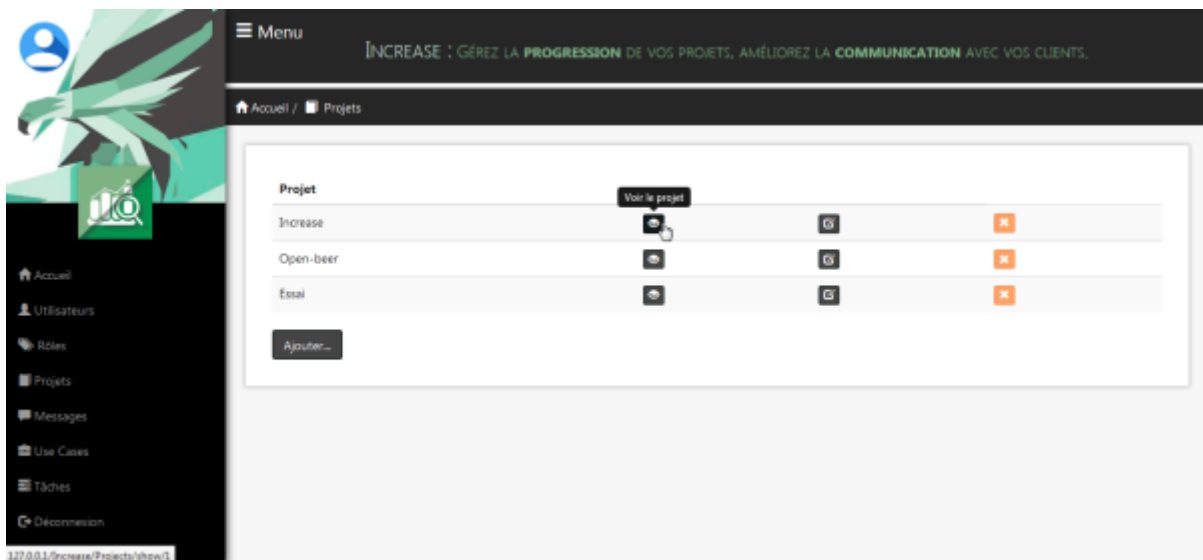 Menu
INCREASE : GÉREZ LA PROGRESSION DE VOS PROJETS, AMÉLIOREZ LA COMMUNICATION AVEC VOS CLIENTS.
Accueil / Projets
Projet
Voir le projet
Increase
Open-beer
Essai
Ajouter...
Accueil
Utilisateurs
Rôles
Projets
Messages
Use Cases
Tâches
Déconnexion
127.0.0.1/Increase/Projects/show/1